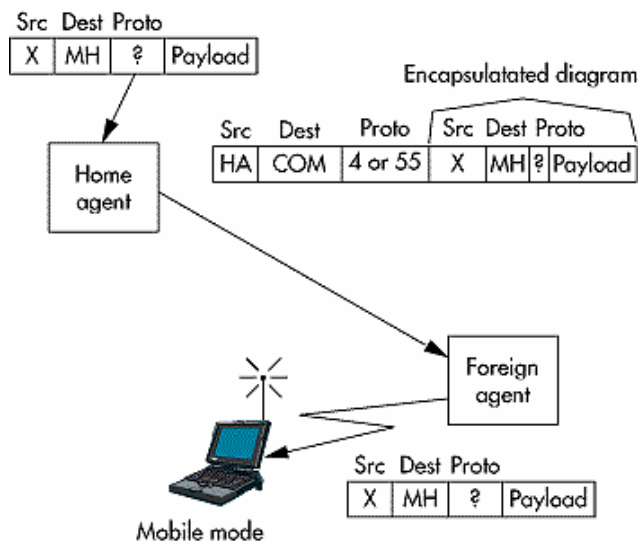 Src Dest Proto
X MH ? Payload
Encapsulatated diagram
Src Dest Proto Src Dest Proto
HA COM 4 or 55 X MH ? Payload
Home
agent
Foreign
agent
Src Dest Proto
X MH ? Payload
Mobile mode